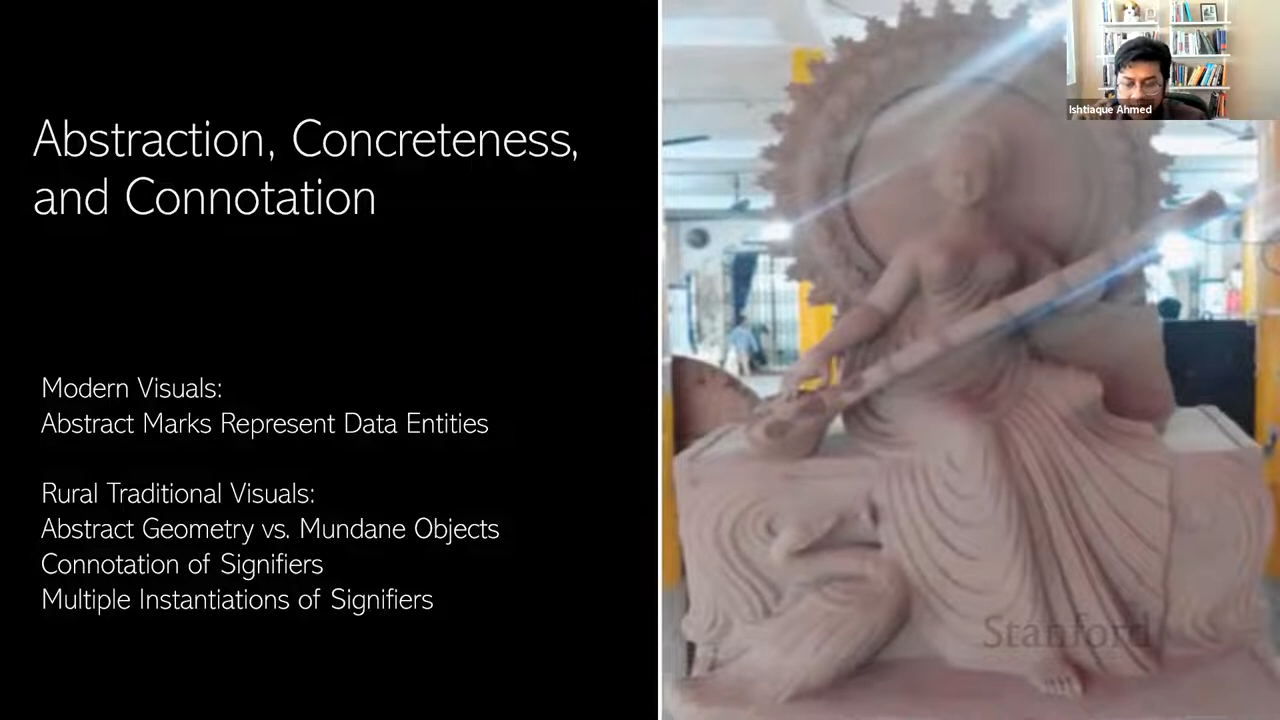 Abstraction, Concreteness,
and Connotation
Modern Visuals:
Abstract Marks Represent Data Entities
Rural Traditional Visuals:
Abstract Geometry vs. Mundane Objects
Connotation of Signifiers
Multiple Instantiations of Signifiers
Ishtiaque Ahmed
Stanford